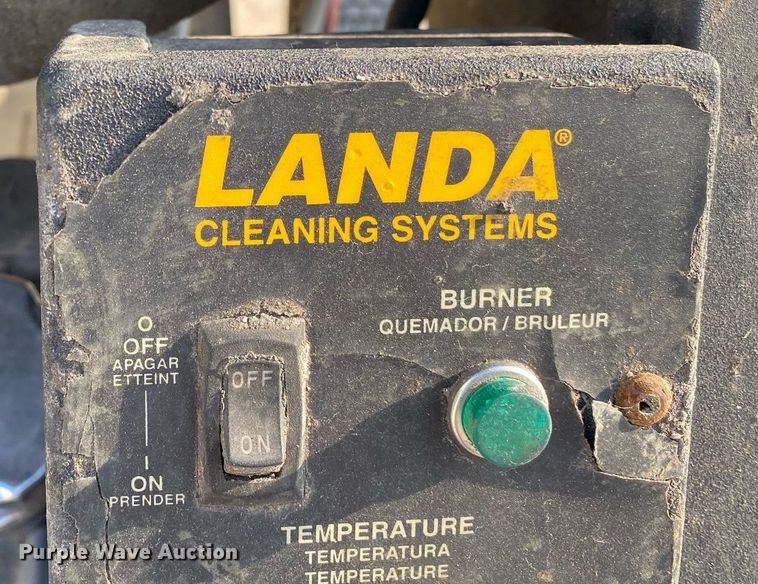 LANDA®
CLEANING SYSTEMS
BURNER
QUEMADOR / BRULEUR
O
OFF
APAGAR
ETTEINT
OFF
ON
I
ON
PRENDER
TEMPERATURE
TEMPERATURA
TEMPERATURE
Purple Wave Auction